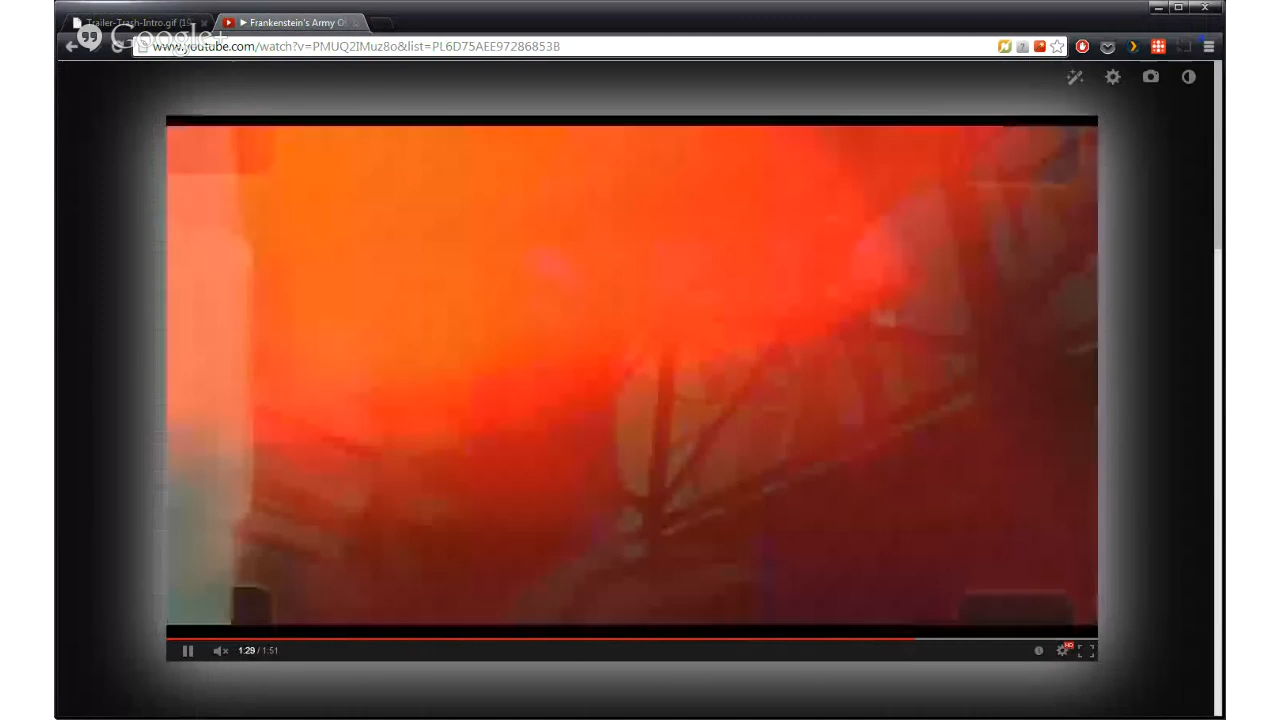 Trailer-Trash-Intro.gif (19
Frankenstein's Army O
Google+
www.youtube.com/watch?v=PMUQ2IMuz8o&list=PL6D75AEE97286853B
1:29 / 1:51
HD